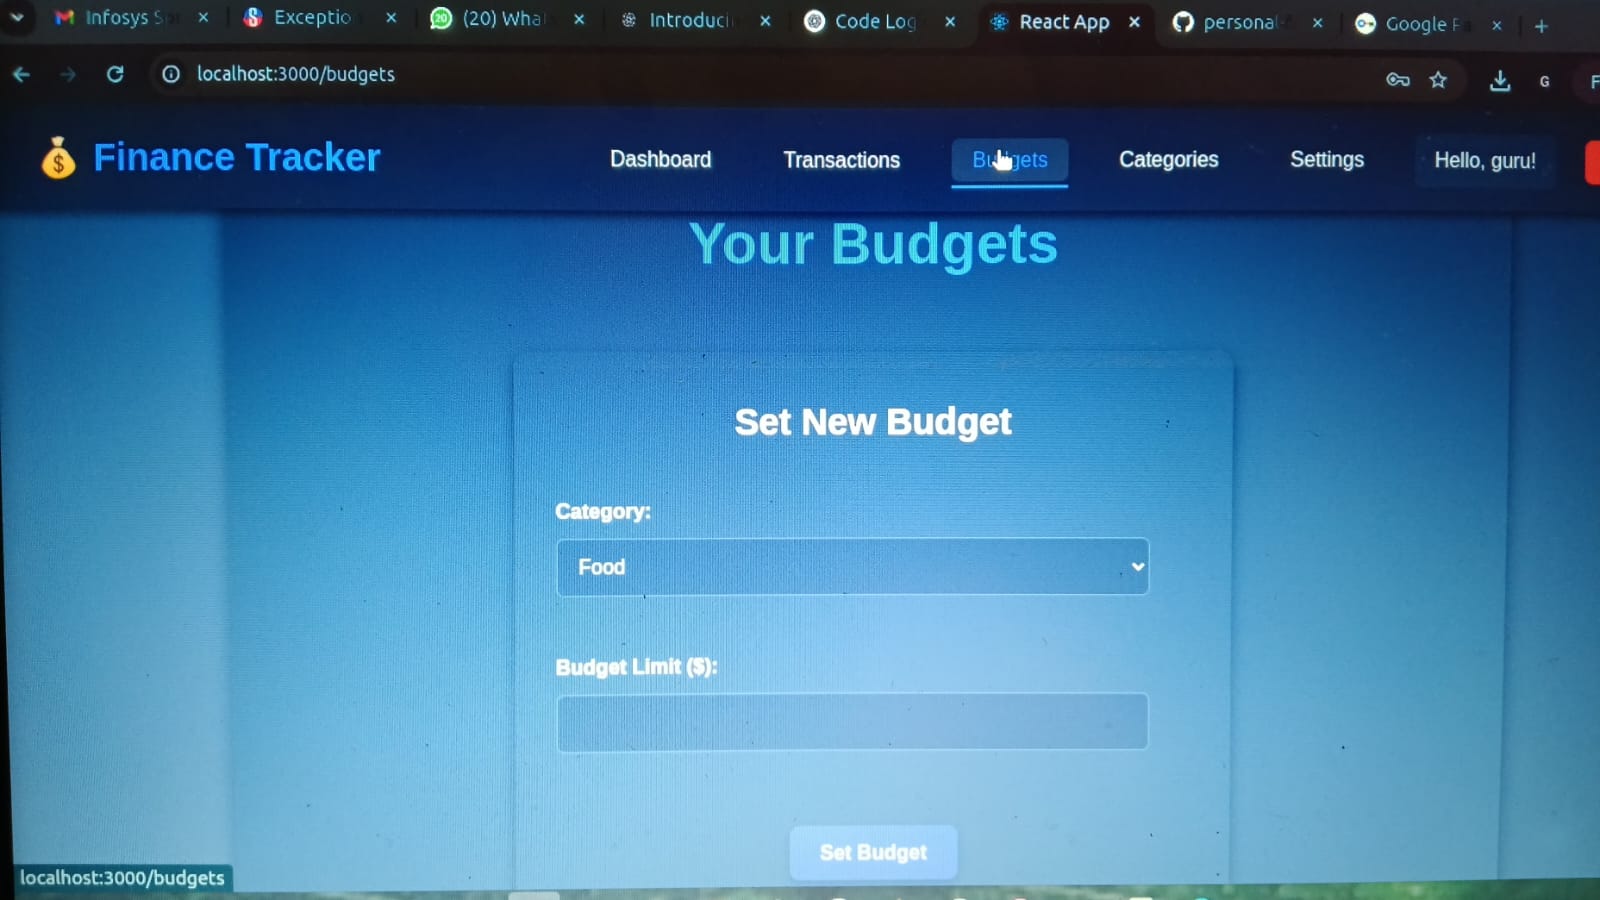 Infosys
Exceptio
20
(20) Wha
Introduci
Code Log
React App
personal-
Google
localhost:3000/budgets
G
Finance Tracker
Dashboard
Transactions
Budgets
Categories
Settings
Hello, guru!
Your Budgets
Set New Budget
Category:
Food
Budget Limit ($):
Set Budget
localhost:3000/budgets